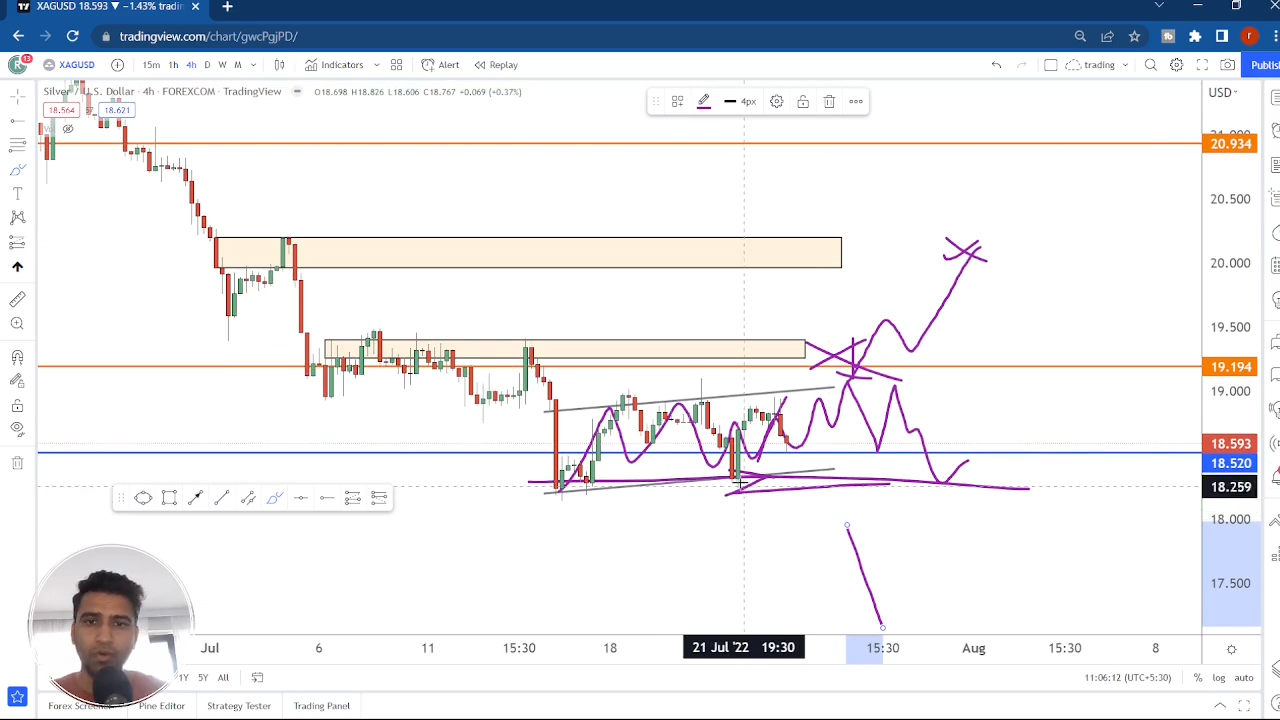 XAGUSD 18.593 ▼ −1.43% tradin
tradingview.com/chart/gwcPgjPD/
13
XAGUSD 15m 1h 4h D W M Indicators Alert Replay trading Publis
Silver / U.S. Dollar · 4h · FOREXCOM · TradingView O18.698 H18.826 L18.606 C18.767 +0.069 (+0.37%)
USD
18.564 57 18.621
4px
20.934
20.500
20.000
19.500
19.194
19.000
18.593
18.520
18.259
18.000
17.500
Jul 6 11 15:30 18 21 Jul '22 19:30 15:30 Aug 15:30 8
1Y 5Y All 11:06:12 (UTC+5:30) % log auto
Forex Screener Pine Editor Strategy Tester Trading Panel